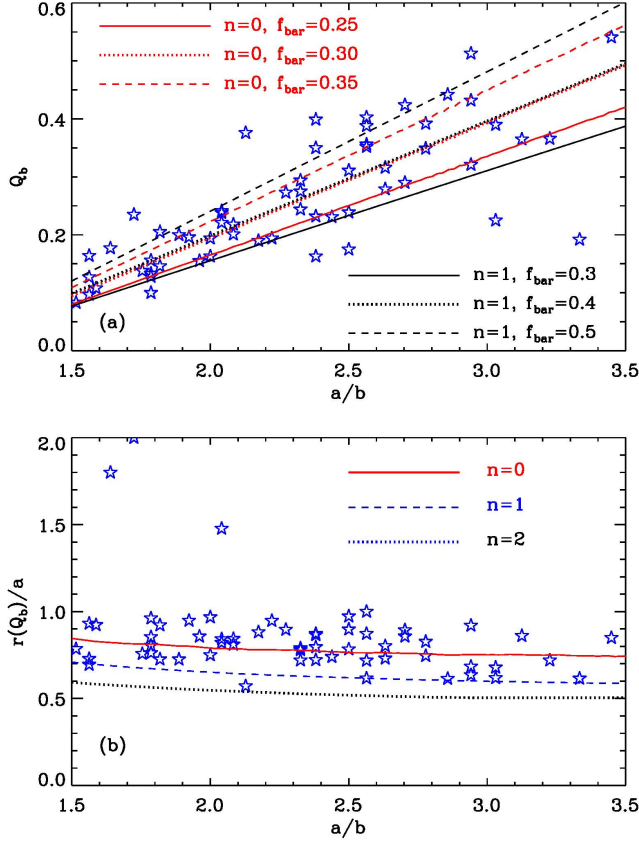 0.6
n=0, f_bar=0.25
n=0, f_bar=0.30
n=0, f_bar=0.35
0.4
Q_b
0.2
n=1, f_bar=0.3
n=1, f_bar=0.4
n=1, f_bar=0.5
(a)
0.0
1.5 2.0 2.5 3.0 3.5
a/b
2.0
n=0
n=1
n=2
1.5
r(Q_b)/a
1.0
0.5
(b)
0.0
1.5 2.0 2.5 3.0 3.5
a/b